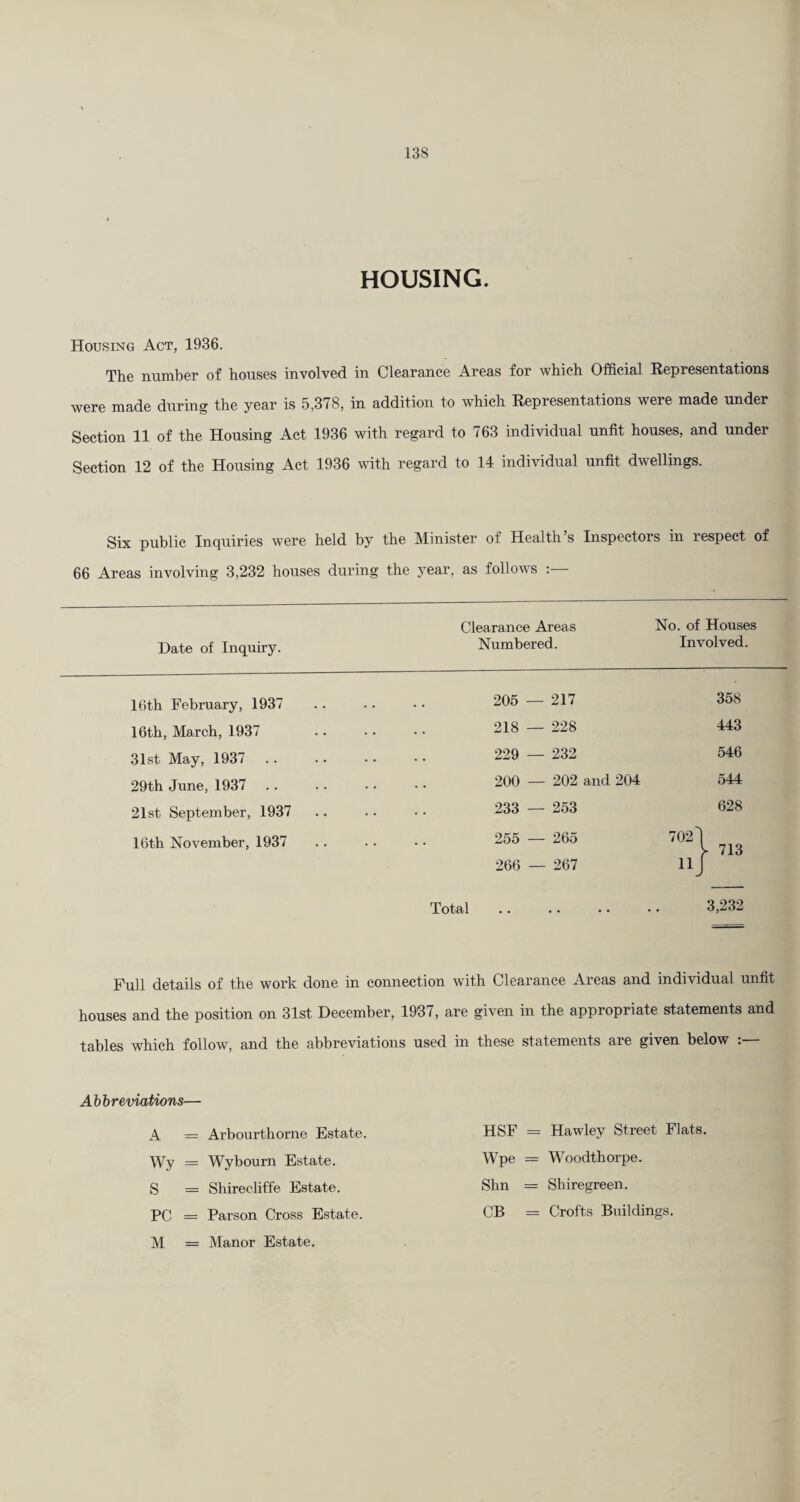 138
HOUSING.
Housing Act, 1936.
The number of houses involved in Clearance Areas for which Official Representations
were made during the year is 5,378, in addition to which Representations were made under
Section 11 of the Housing Act 1936 with regard to 763 individual unfit houses, and under
Section 12 of the Housing Act 1936 with regard to 14 individual unfit dwellings.
Six public Inquiries were held by the Minister of Health's Inspectors in respect of
66 Areas involving 3,232 houses during the year, as follows :—
Date of Inquiry. Clearance Areas Numbered. No. of Houses Involved.
16th February, 1937 .. .. .. 205 — 217 358
16th, March, 1937 .. .. .. 218 — 228 443
31st May, 1937 .. .. .. .. 229 — 232 546
29th June, 1937 .. .. .. .. 200 — 202 and 204 544
21st September, 1937 .. .. .. 233 — 253 628
16th November, 1937 .. .. .. 255 — 265 702 } 713
266 — 267 11
Total .. .. .. .. 3,232
Full details of the work done in connection with Clearance Areas and individual unfit
houses and the position on 31st December, 1937, are given in the appropriate statements and
tables which follow, and the abbreviations used in these statements are given below :—
Abbreviations—
A = Arbourthorne Estate.
Wy = Wybourn Estate.
S = Shirecliffe Estate.
PC = Parson Cross Estate.
M = Manor Estate.
HSF = Hawley Street Flats.
Wpe = Woodthorpe.
Shn = Shiregreen.
CB = Crofts Buildings.